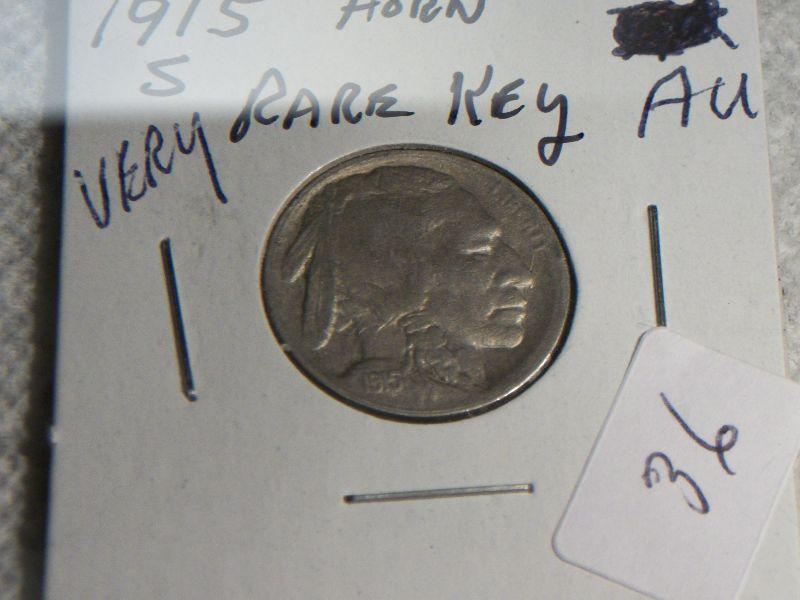 1915 HORN
S
VERY RARE KEY AU
LIBERTY
1915
36